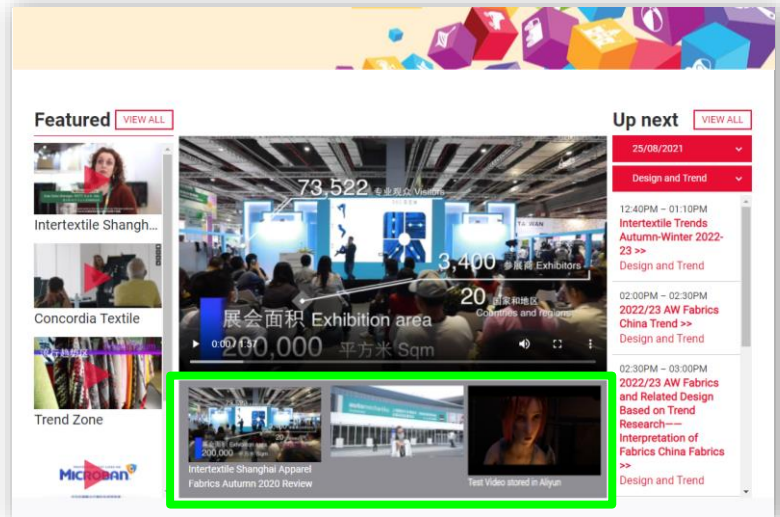 Featured
VIEW ALL
Intertextile Shangh...
Concordia Textile
Trend Zone
MICROBAN
73,522 专业观众 Visitors
3,400 参展商 Exhibitors
20 国家和地区
Countries and regions
展会面积 Exhibition area
200,000 平方米 Sqm
0:00 / 1:57
200,000 平方米 Sqm
Intertextile Shanghai Apparel
Fabrics Autumn 2020 Review
Test Video stored in Aliyun
Up next
VIEW ALL
25/08/2021
Design and Trend
12:40PM – 01:10PM
Intertextile Trends
Autumn-Winter 2022-
23 >>
Design and Trend
02:00PM – 02:30PM
2022/23 AW Fabrics
China Trend >>
Design and Trend
02:30PM – 03:00PM
2022/23 AW Fabrics
and Related Design
Based on Trend
Research——
Interpretation of
Fabrics China Fabrics
>>
Design and Trend